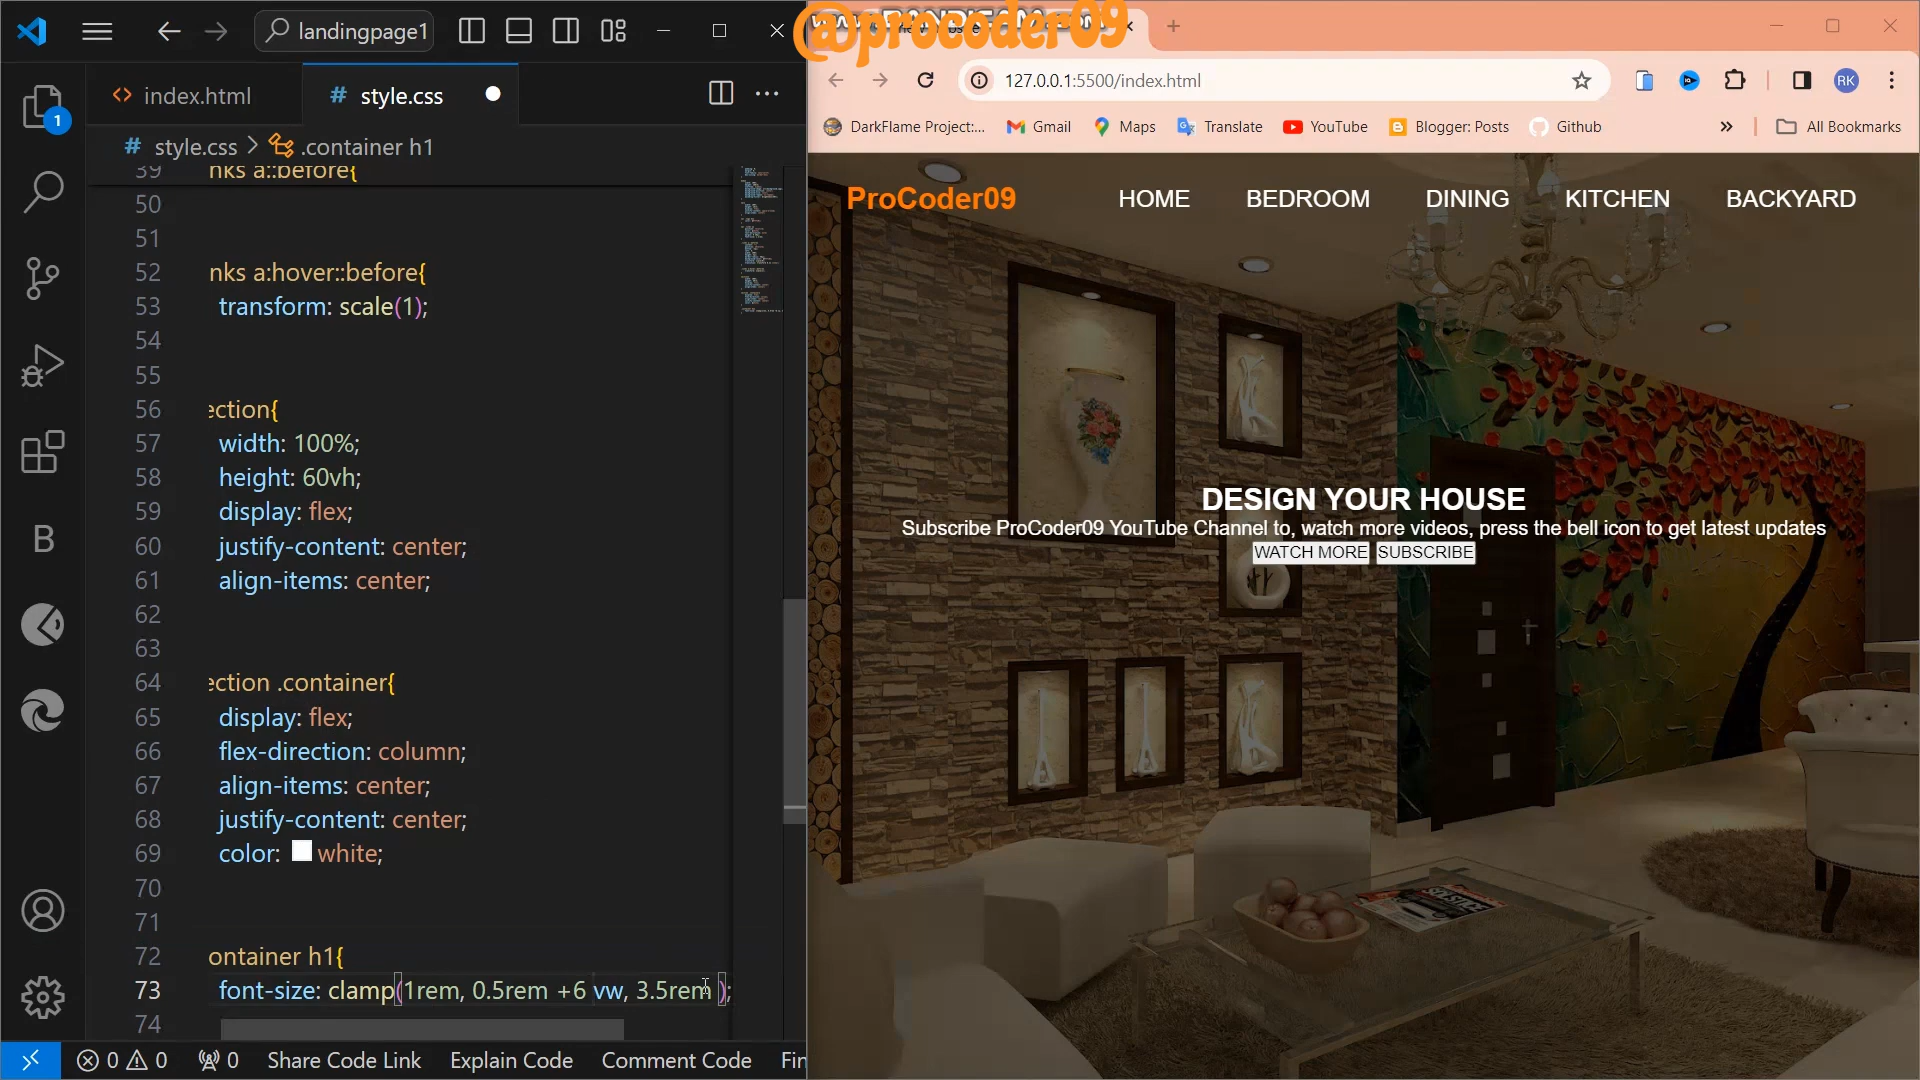 landingpage1
index.html
# style.css
# style.css > .container h1
39 nks a::before{
50
51
52 nks a:hover::before{
53 transform: scale(1);
54
55
56 ection{
57 width: 100%;
58 height: 60vh;
59 display: flex;
60 justify-content: center;
61 align-items: center;
62
63
64 ection .container{
65 display: flex;
66 flex-direction: column;
67 align-items: center;
68 justify-content: center;
69 color: white;
70
71
72 ontainer h1{
73 font-size: clamp(1rem, 0.5rem +6 vw, 3.5rem );
74
1
B
0 0 0 Share Code Link Explain Code Comment Code Fin
@procoder09
127.0.0.1:5500/index.html
RK
DarkFlame Project:... Gmail Maps Translate YouTube Blogger: Posts Github » All Bookmarks
ProCoder09 HOME BEDROOM DINING KITCHEN BACKYARD
DESIGN YOUR HOUSE
Subscribe ProCoder09 YouTube Channel to, watch more videos, press the bell icon to get latest updates
WATCH MORE SUBSCRIBE